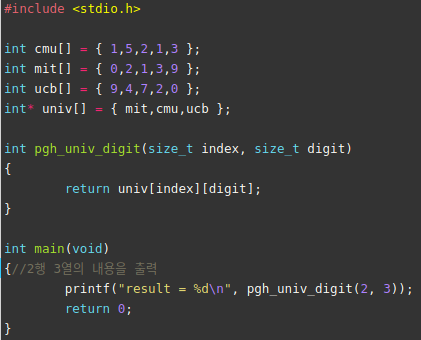 #include <stdio.h>
int cmu[] = { 1,5,2,1,3 };
int mit[] = { 0,2,1,3,9 };
int ucb[] = { 9,4,7,2,0 };
int* univ[] = { mit,cmu,ucb };
int pgh_univ_digit(size_t index, size_t digit)
{
        return univ[index][digit];
}
int main(void)
{//2행 3열의 내용을 출력
        printf("result = %d\n", pgh_univ_digit(2, 3));
        return 0;
}